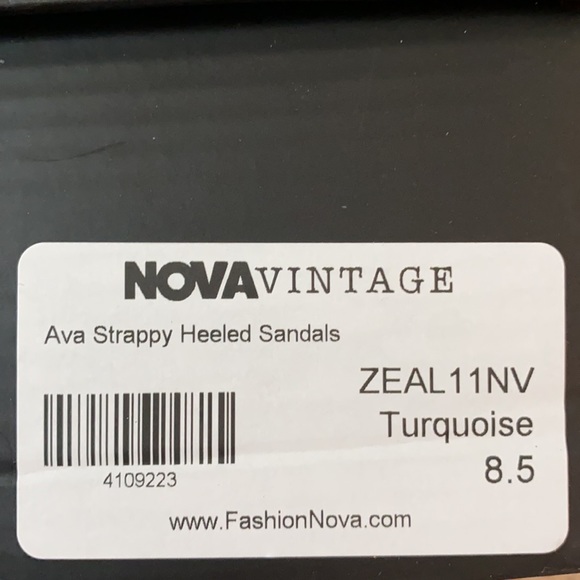 NOVAVINTAGE
Ava Strappy Heeled Sandals
ZEAL11NV
Turquoise
4109223
8.5
www.FashionNova.com